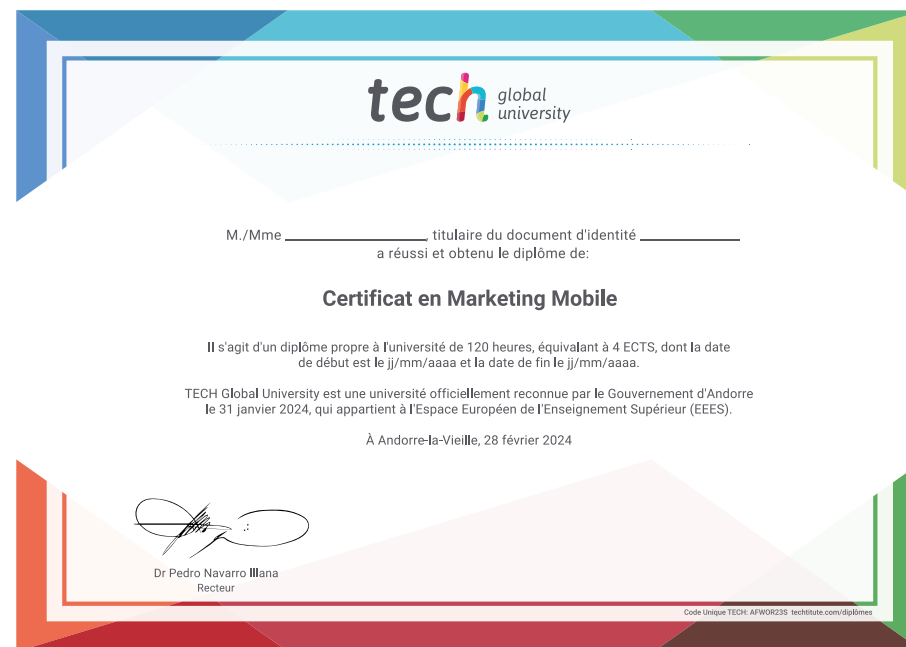 tech global
university
M./Mme ____________________, titulaire du document d'identité ______________
a réussi et obtenu le diplôme de:
Certificat en Marketing Mobile
Il s'agit d'un diplôme propre à l'université de 120 heures, équivalant à 4 ECTS, dont la date
de début est le jj/mm/aaaa et la date de fin le jj/mm/aaaa.
TECH Global University est une université officiellement reconnue par le Gouvernement d'Andorre
le 31 janvier 2024, qui appartient à l'Espace Européen de l'Enseignement Supérieur (EEES).
À Andorre-la-Vieille, 28 février 2024
Dr Pedro Navarro Illana
Recteur
Code Unique TECH: AFWOR23S techtitute.com/diplômes